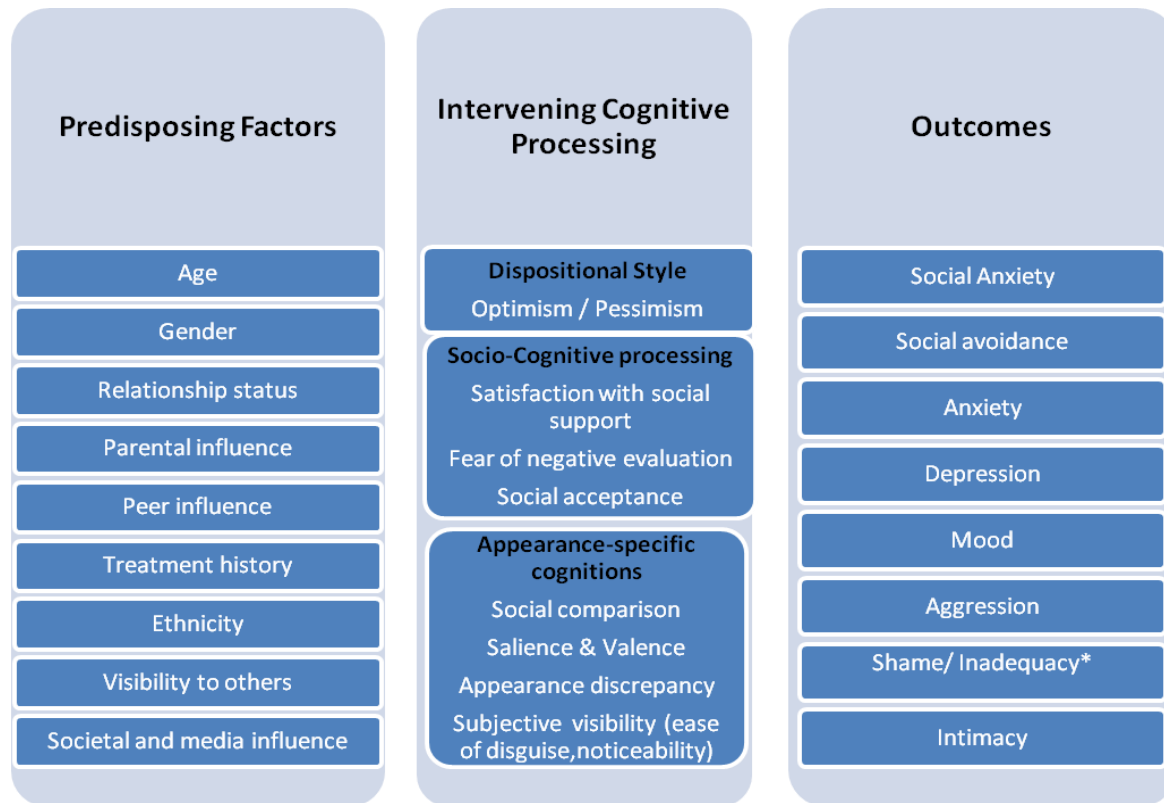 Predisposing Factors
Age
Gender
Relationship status
Parental influence
Peer influence
Treatment history
Ethnicity
Visibility to others
Societal and media influence
Intervening Cognitive
Processing
Dispositional Style
Optimism / Pessimism
Socio-Cognitive processing
Satisfaction with social
support
Fear of negative evaluation
Social acceptance
Appearance-specific
cognitions
Social comparison
Salience & Valence
Appearance discrepancy
Subjective visibility (ease
of disguise,noticeability)
Outcomes
Social Anxiety
Social avoidance
Anxiety
Depression
Mood
Aggression
Shame/ Inadequacy*
Intimacy